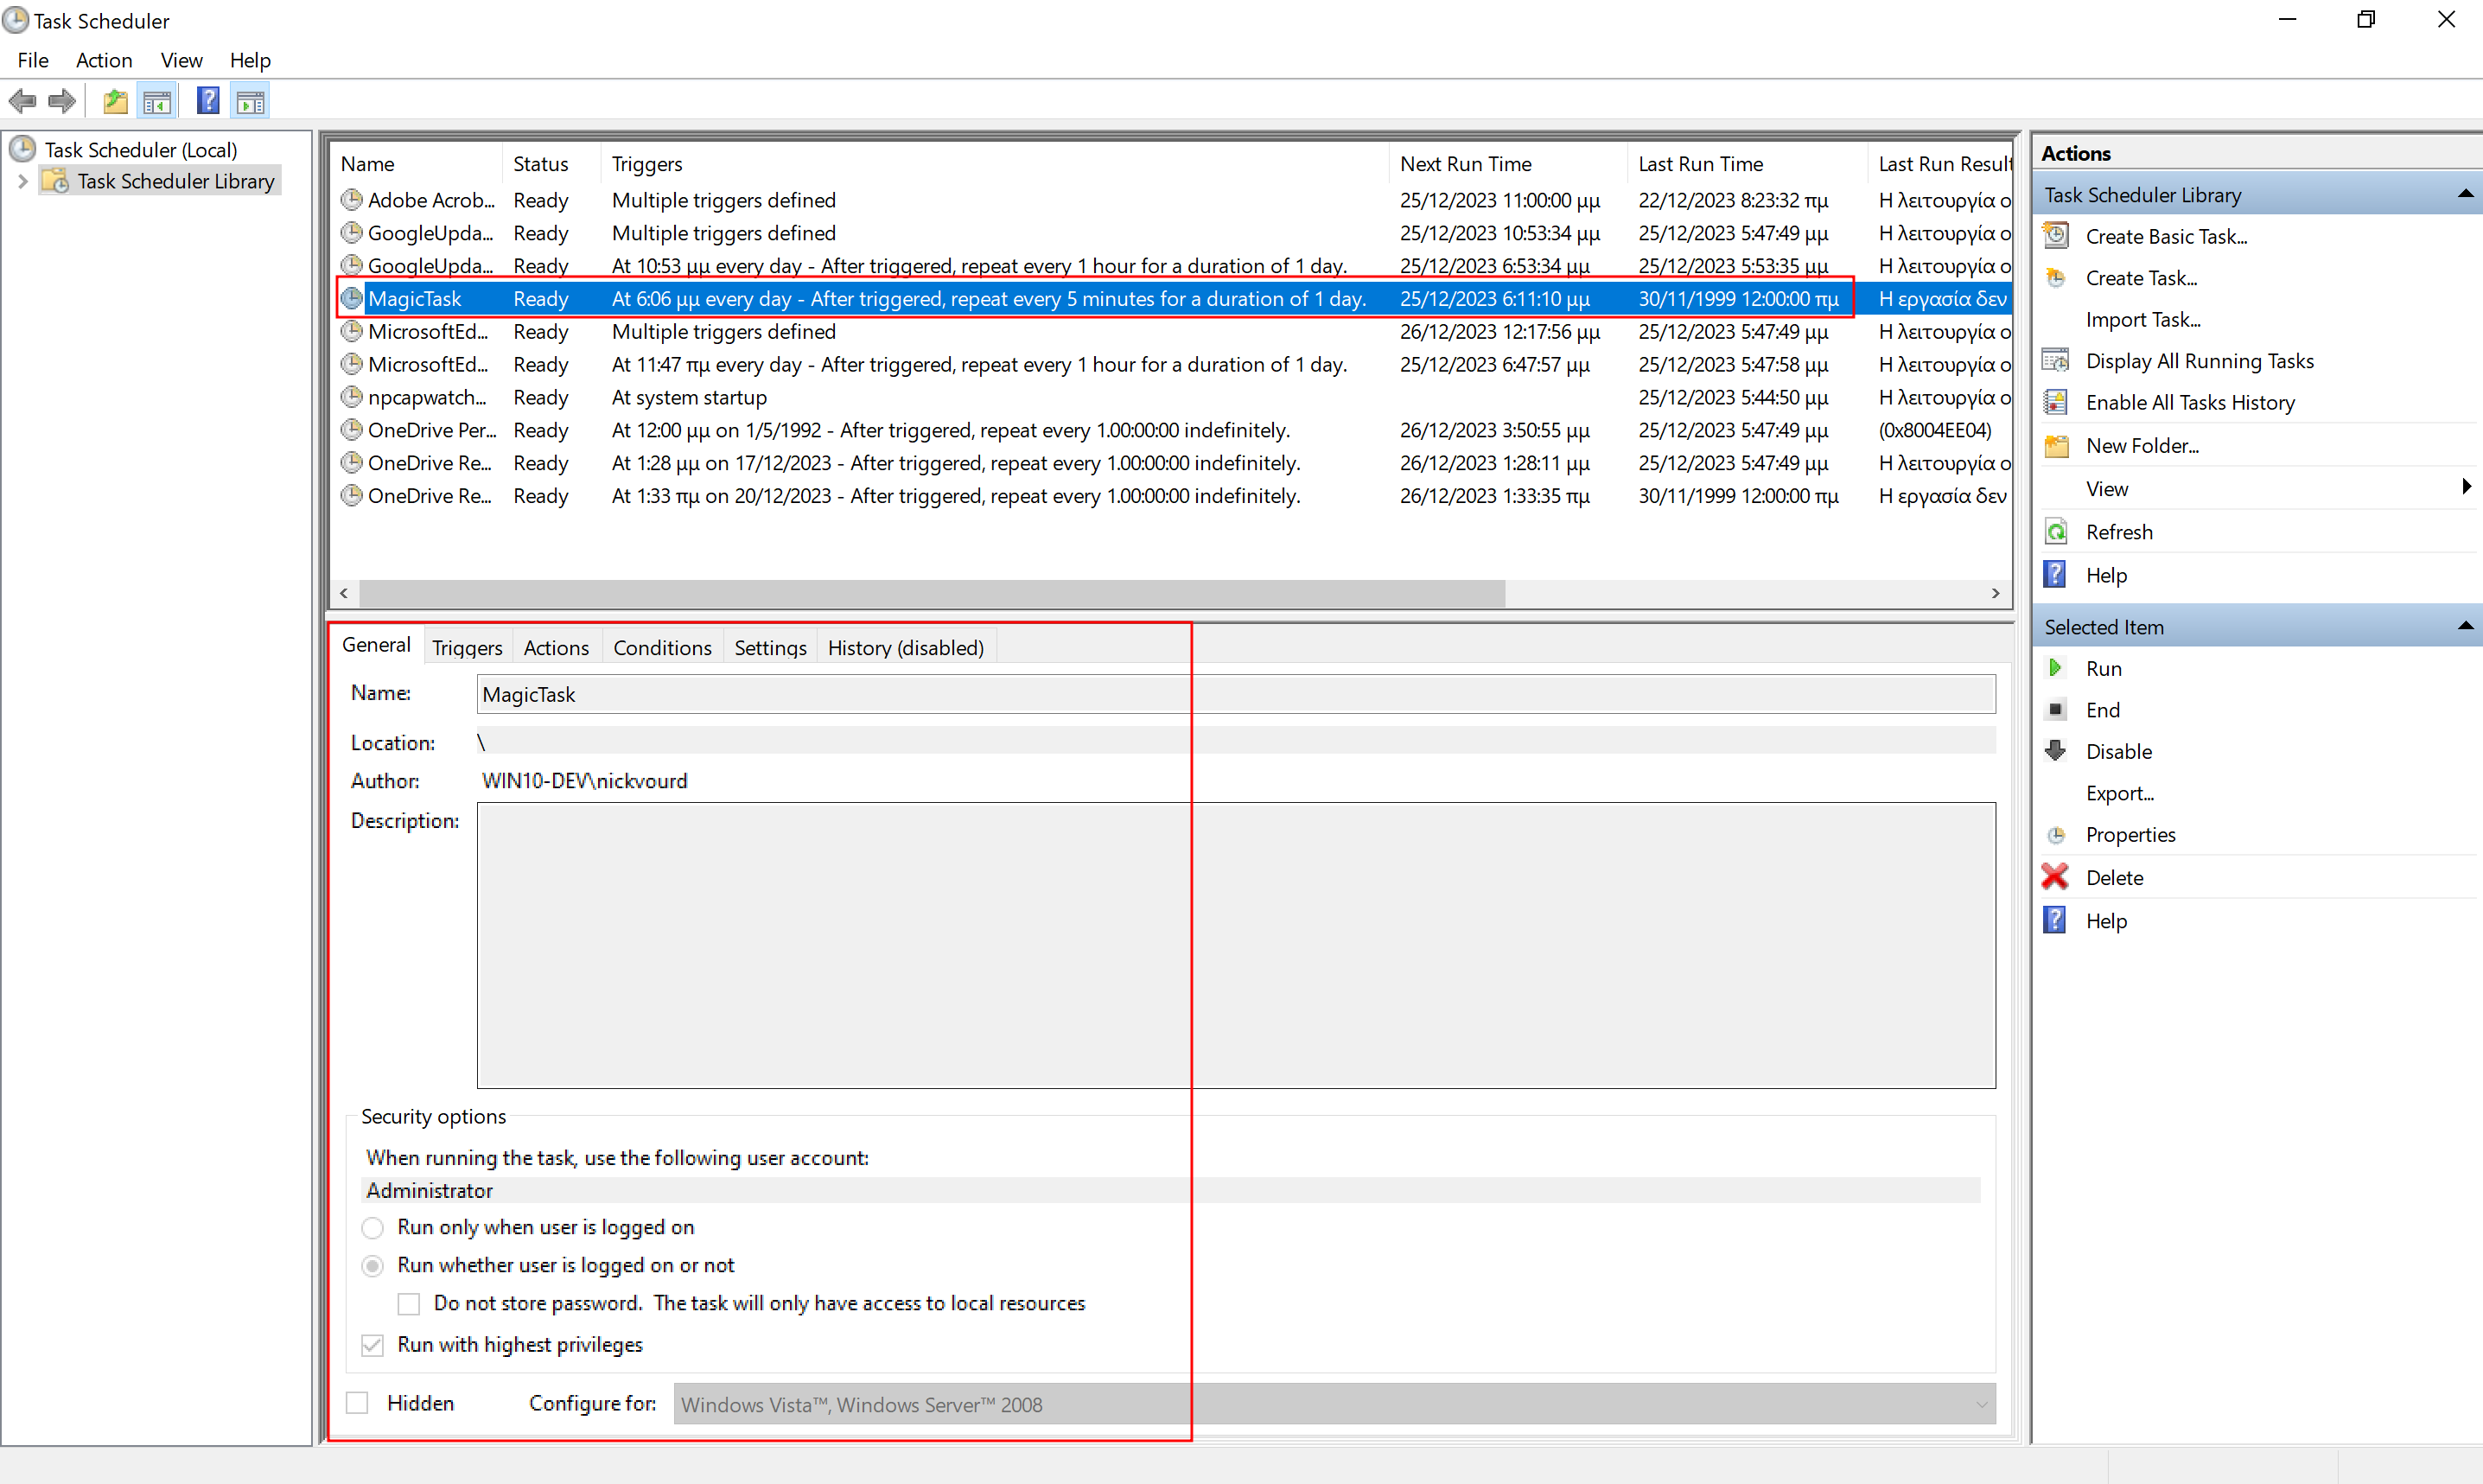 Task Scheduler
File Action View Help
Task Scheduler (Local)
Task Scheduler Library
Name Status Triggers Next Run Time Last Run Time Last Run Result
Adobe Acrob... Ready Multiple triggers defined 25/12/2023 11:00:00 μμ 22/12/2023 8:23:32 πμ Η λειτουργία ο
GoogleUpda... Ready Multiple triggers defined 25/12/2023 10:53:34 μμ 25/12/2023 5:47:49 μμ Η λειτουργία ο
GoogleUpda... Ready At 10:53 μμ every day - After triggered, repeat every 1 hour for a duration of 1 day. 25/12/2023 6:53:34 μμ 25/12/2023 5:53:35 μμ Η λειτουργία ο
MagicTask Ready At 6:06 μμ every day - After triggered, repeat every 5 minutes for a duration of 1 day. 25/12/2023 6:11:10 μμ 30/11/1999 12:00:00 πμ Η εργασία δεν
MicrosoftEd... Ready Multiple triggers defined 26/12/2023 12:17:56 μμ 25/12/2023 5:47:49 μμ Η λειτουργία ο
MicrosoftEd... Ready At 11:47 πμ every day - After triggered, repeat every 1 hour for a duration of 1 day. 25/12/2023 6:47:57 μμ 25/12/2023 5:47:58 μμ Η λειτουργία ο
npcapwatch... Ready At system startup 25/12/2023 5:44:50 μμ Η λειτουργία ο
OneDrive Per... Ready At 12:00 μμ on 1/5/1992 - After triggered, repeat every 1.00:00:00 indefinitely. 26/12/2023 3:50:55 μμ 25/12/2023 5:47:49 μμ (0x8004EE04)
OneDrive Re... Ready At 1:28 μμ on 17/12/2023 - After triggered, repeat every 1.00:00:00 indefinitely. 26/12/2023 1:28:11 μμ 25/12/2023 5:47:49 μμ Η λειτουργία ο
OneDrive Re... Ready At 1:33 πμ on 20/12/2023 - After triggered, repeat every 1.00:00:00 indefinitely. 26/12/2023 1:33:35 πμ 30/11/1999 12:00:00 πμ Η εργασία δεν
General Triggers Actions Conditions Settings History (disabled)
Name: MagicTask
Location: \
Author: WIN10-DEV\nickvourd
Description:
Security options
When running the task, use the following user account:
Administrator
Run only when user is logged on
Run whether user is logged on or not
Do not store password. The task will only have access to local resources
Run with highest privileges
Hidden Configure for: Windows Vista™, Windows Server™ 2008
Actions
Task Scheduler Library
Create Basic Task...
Create Task...
Import Task...
Display All Running Tasks
Enable All Tasks History
New Folder...
View
Refresh
Help
Selected Item
Run
End
Disable
Export...
Properties
Delete
Help